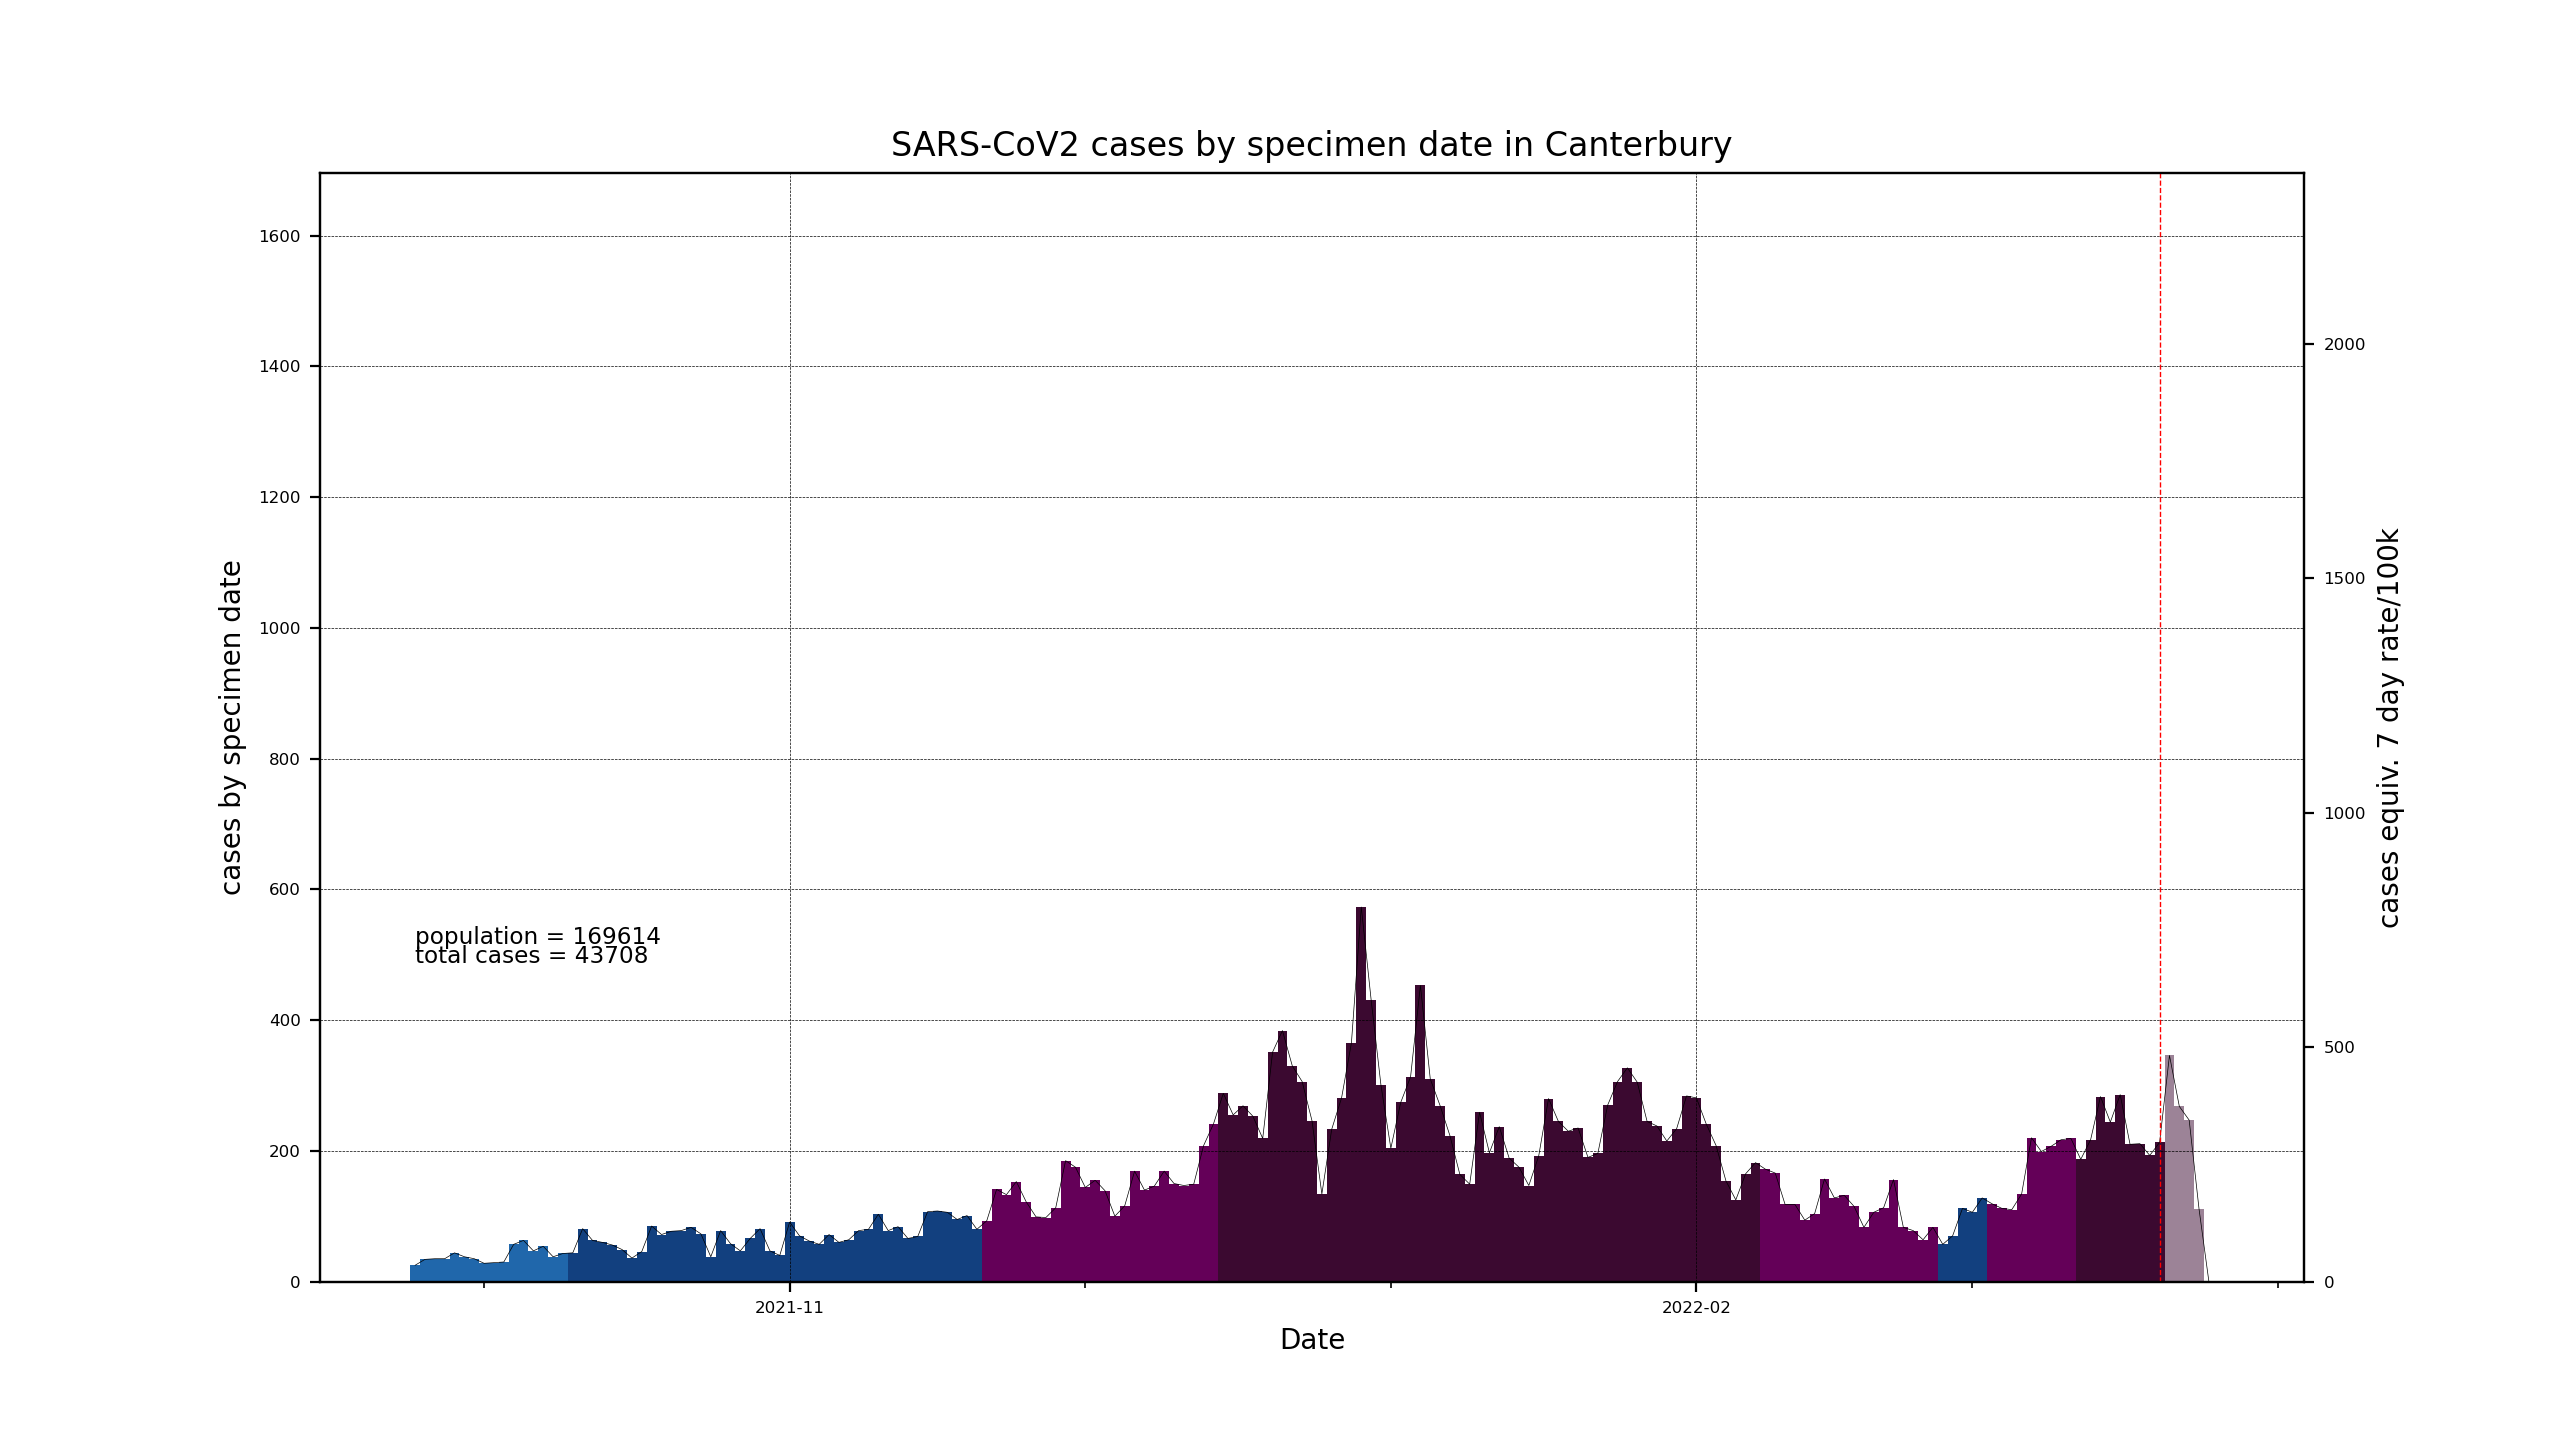 SARS-CoV2 cases by specimen date in Canterbury
cases by specimen date
1600
1400
1200
1000
800
600
400
200
0
population = 169614
total cases = 43708
2000
1500
1000
500
0
cases equiv. 7 day rate/100k
2021-11
2022-02
Date